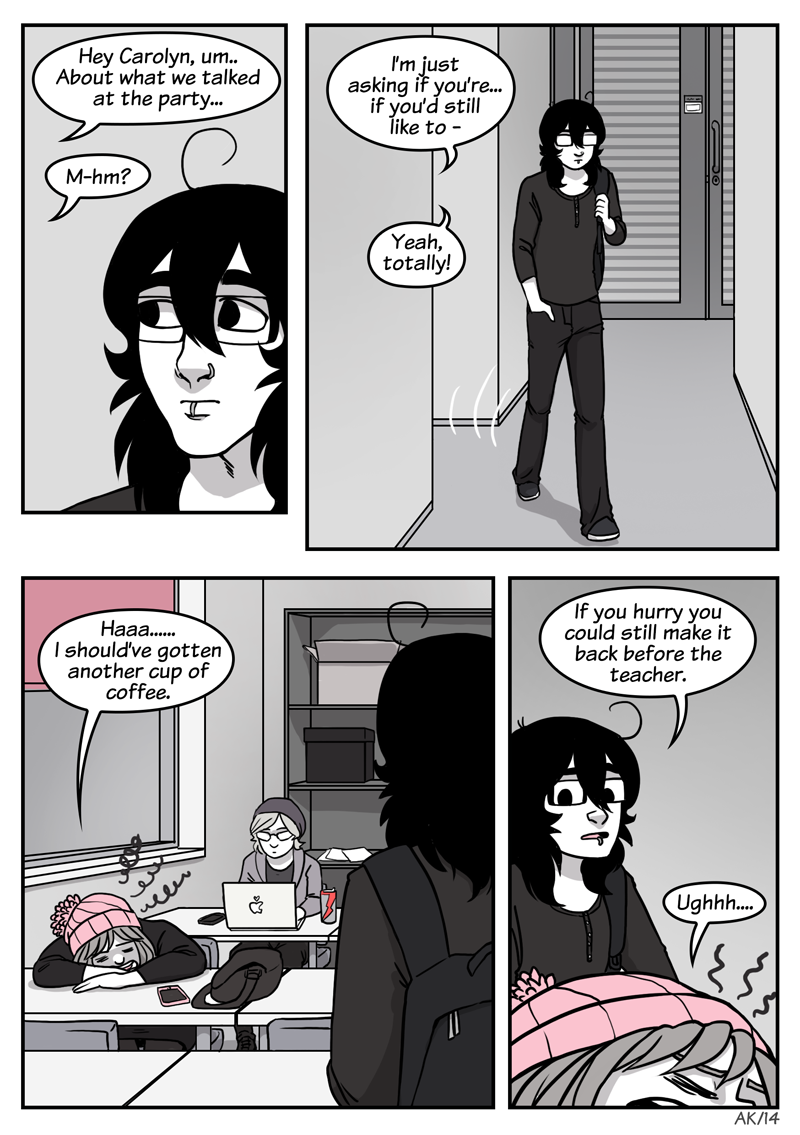 Hey Carolyn, um..
About what we talked
at the party...
M-hm?
I'm just
asking if you're...
if you'd still
like to -
Yeah,
totally!
Haaa......
I should've gotten
another cup of
coffee.
If you hurry you
could still make it
back before the
teacher.
Ughhh....
AK/14